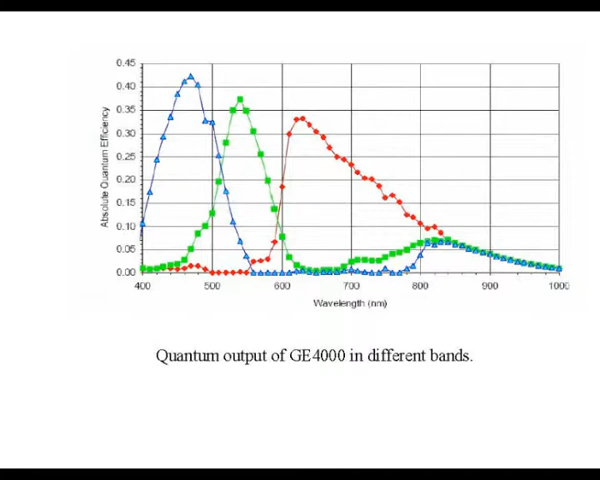 0.45
0.40
0.35
0.30
0.25
0.20
0.15
0.10
0.05
0.00
Absolute Quantum Efficiency
400 500 600 700 800 900 1000
Wavelength (nm)
Quantum output of GE4000 in different bands.